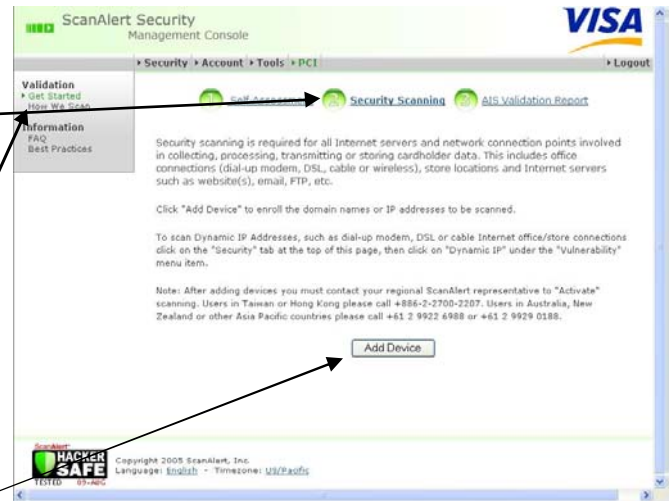 ScanAlert Security
Management Console
VISA
Security Account Tools PCI Logout
Validation
Get Started
How We Scan
Information
FAQ
Best Practices
1 Self Assessment 2 Security Scanning 3 AIS Validation Report
Security scanning is required for all Internet servers and network connection points involved
in collecting, processing, transmitting or storing cardholder data. This includes office
connections (dial-up modem, DSL, cable or wireless), store locations and Internet servers
such as website(s), email, FTP, etc.
Click "Add Device" to enroll the domain names or IP addresses to be scanned.
To scan Dynamic IP Addresses, such as dial-up modem, DSL or cable Internet office/store connections
click on the "Security" tab at the top of this page, then click on "Dynamic IP" under the "Vulnerability"
menu item.
Note: After adding devices you must contact your regional ScanAlert representative to "Activate"
scanning. Users in Taiwan or Hong Kong please call +886-2-2700-2207. Users in Australia, New
Zealand or other Asia Pacific countries please call +61 2 9922 6988 or +61 2 9929 0188.
Add Device
ScanAlert
HACKER
SAFE
TESTED 09-AUG
Copyright 2005 ScanAlert, Inc.
Language: English - Timezone: US/Pacific